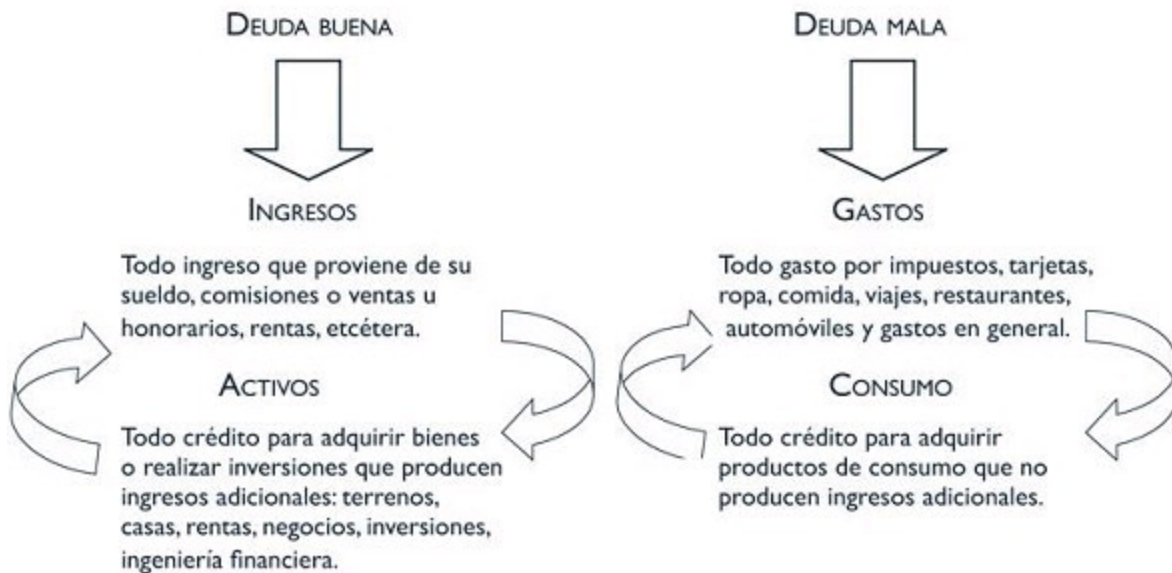 DEUDA BUENA
INGRESOS
Todo ingreso que proviene de su
sueldo, comisiones o ventas u
honorarios, rentas, etcétera.
ACTIVOS
Todo crédito para adquirir bienes
o realizar inversiones que producen
ingresos adicionales: terrenos,
casas, rentas, negocios, inversiones,
ingeniería financiera.
DEUDA MALA
GASTOS
Todo gasto por impuestos, tarjetas,
ropa, comida, viajes, restaurantes,
automóviles y gastos en general.
CONSUMO
Todo crédito para adquirir
productos de consumo que no
producen ingresos adicionales.